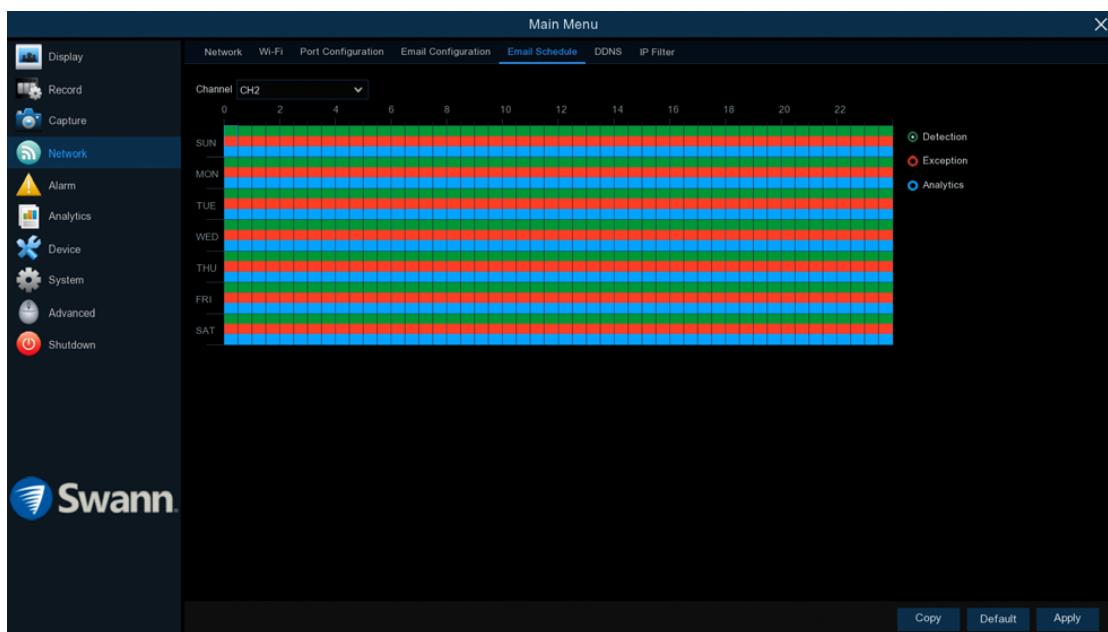 Main Menu
X
Display
Record
Capture
Network
Alarm
Analytics
Device
System
Advanced
Shutdown
Swann
Network Wi-Fi Port Configuration Email Configuration Email Schedule DDNS IP Filter
Channel CH2
0 2 4 6 8 10 12 14 16 18 20 22
SUN
MON
TUE
WED
THU
FRI
SAT
Detection
Exception
Analytics
Copy Default Apply